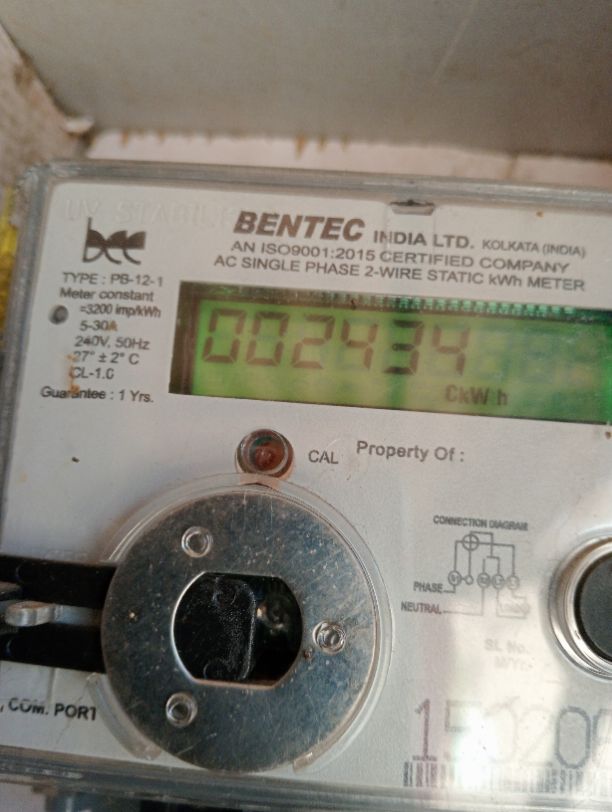 BENTEC INDIA LTD. KOLKATA (INDIA)
AN ISO9001:2015 CERTIFIED COMPANY
AC SINGLE PHASE 2-WIRE STATIC kWh METER
bee
TYPE : PB-12-1
Meter constant
=3200 imp/kWh
5-30A
240V, 50Hz
27° ± 2° C
CL-1.0
Guarantee : 1 Yrs.
002434
CkWh
CAL
Property Of :
CONNECTION DIAGRAM
PHASE
NEUTRAL
SL No.
M/Yr.
COM. PORT